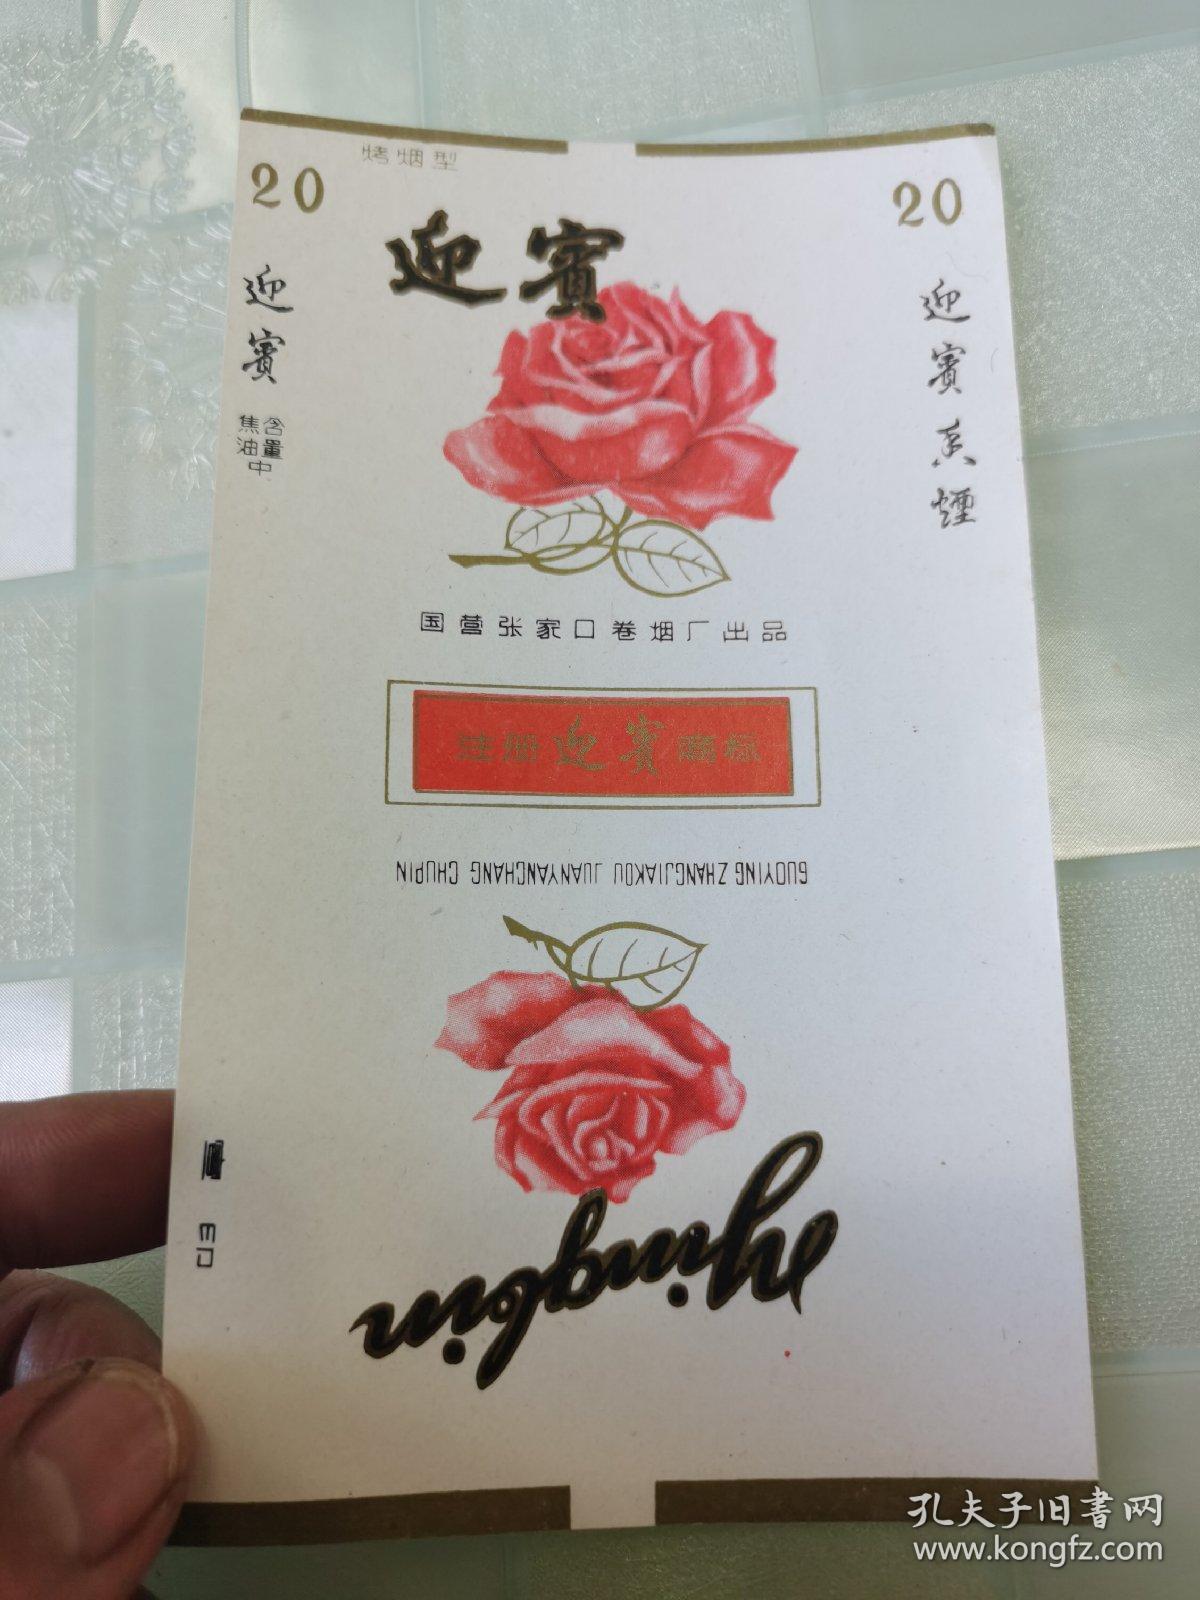 烤烟型
20
20
迎賓
迎賓
焦油
含量
中
迎賓香煙
国营张家口卷烟厂出品
注册 迎賓 商标
GUOYING ZHANGJIAKOU JUANYANCHANG CHUPIN
Yingbin
孔夫子旧書网
www.kongfz.com